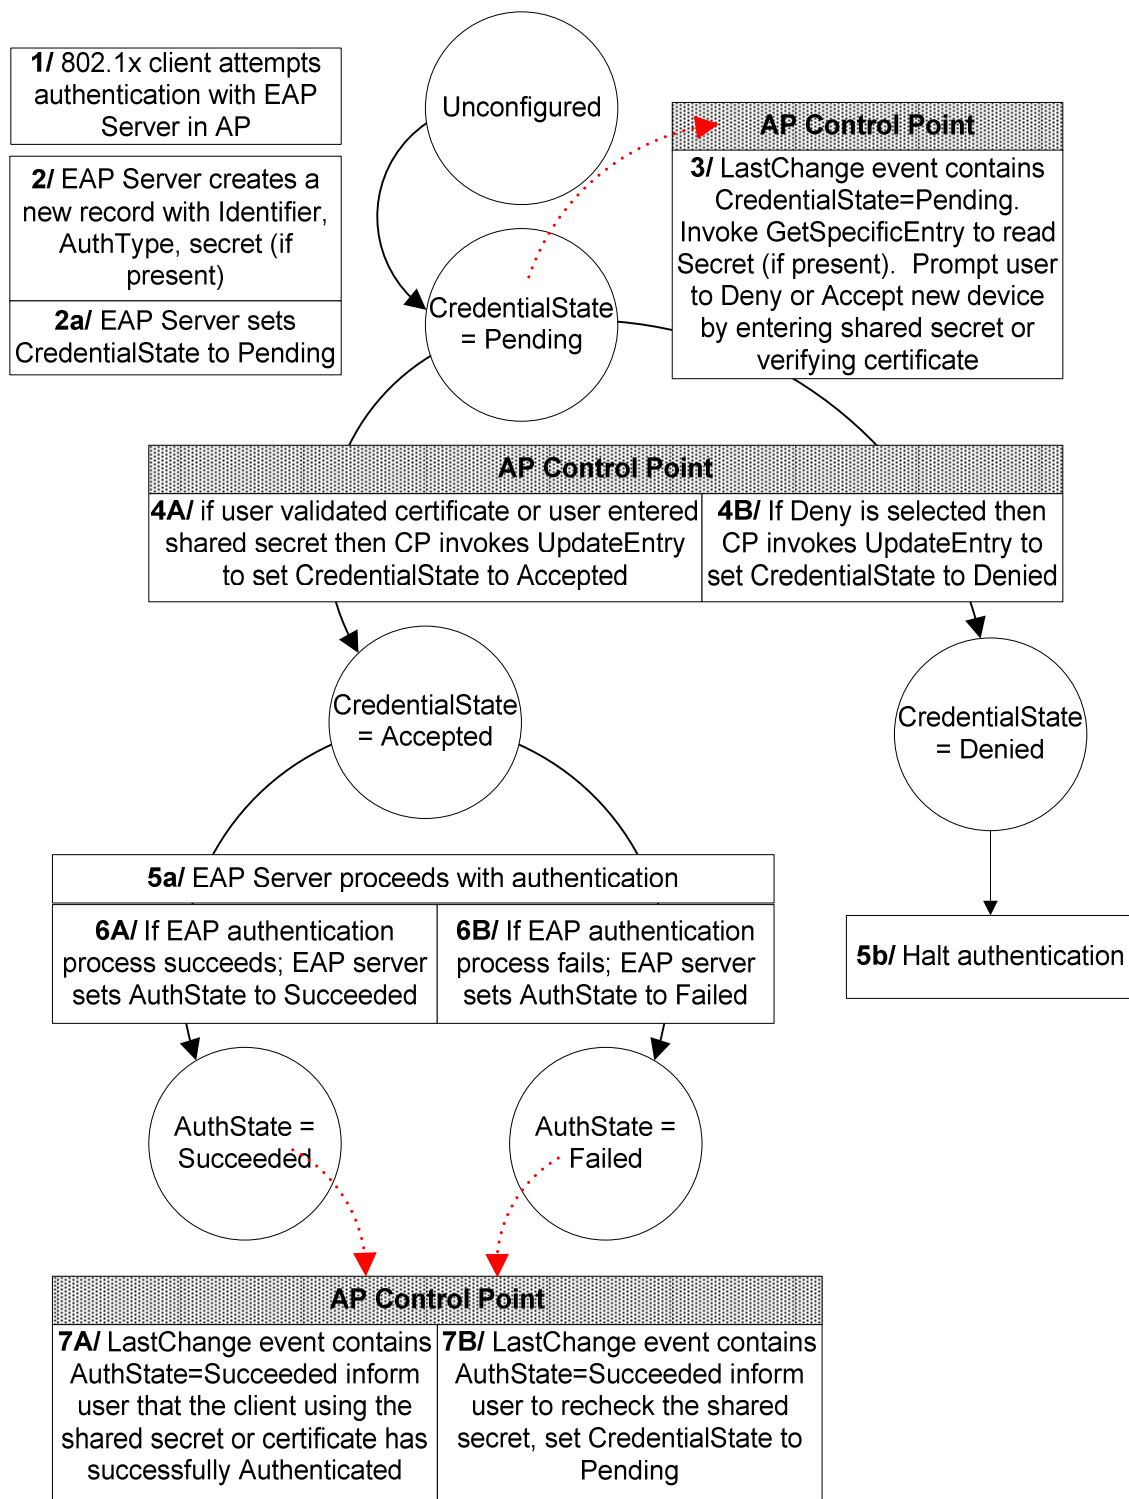 1/ 802.1x client attempts
authentication with EAP
Server in AP
2/ EAP Server creates a
new record with Identifier,
AuthType, secret (if
present)
2a/ EAP Server sets
CredentialState to Pending
Unconfigured
CredentialState
= Pending
AP Control Point
3/ LastChange event contains
CredentialState=Pending.
Invoke GetSpecificEntry to read
Secret (if present).  Prompt user
to Deny or Accept new device
by entering shared secret or
verifying certificate
AP Control Point
4A/ if user validated certificate or user entered
shared secret then CP invokes UpdateEntry
to set CredentialState to Accepted
4B/ If Deny is selected then
CP invokes UpdateEntry to
set CredentialState to Denied
CredentialState
= Accepted
CredentialState
= Denied
5a/ EAP Server proceeds with authentication
6A/ If EAP authentication
process succeeds; EAP server
sets AuthState to Succeeded
6B/ If EAP authentication
process fails; EAP server
sets AuthState to Failed
5b/ Halt authentication
AuthState =
Succeeded
AuthState =
Failed
AP Control Point
7A/ LastChange event contains
AuthState=Succeeded inform
user that the client using the
shared secret or certificate has
successfully Authenticated
7B/ LastChange event contains
AuthState=Succeeded inform
user to recheck the shared
secret, set CredentialState to
Pending